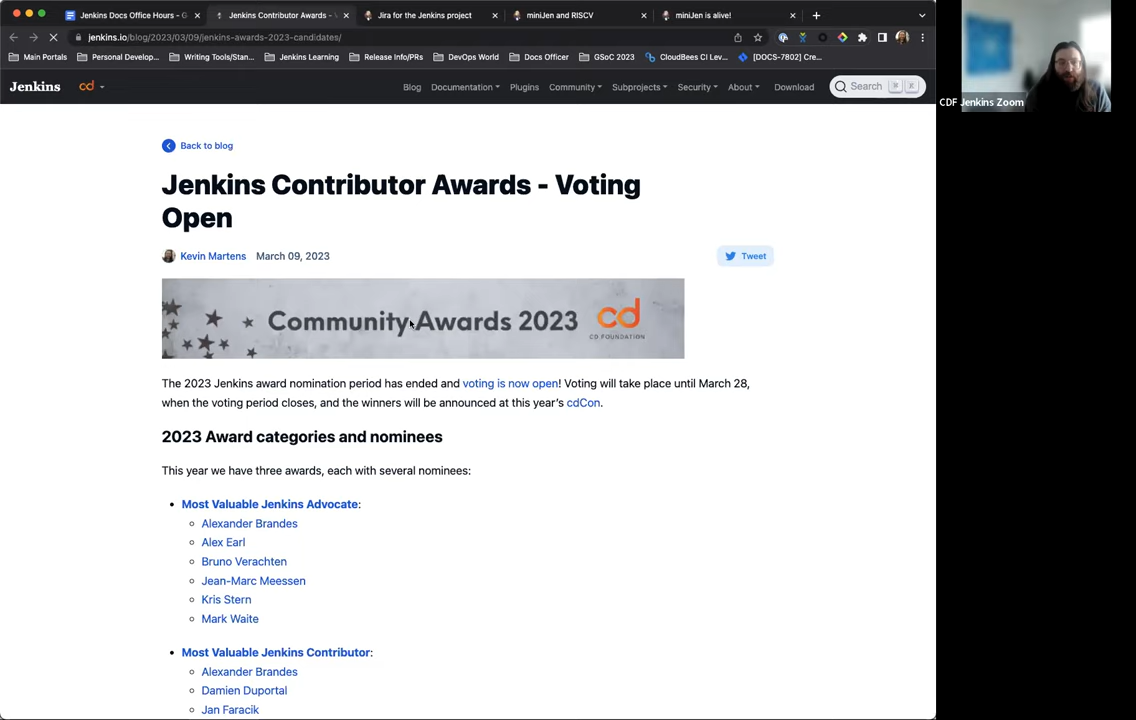 Jenkins Docs Office Hours - G
Jenkins Contributor Awards -
Jira for the Jenkins project
miniJen and RISCV
miniJen is alive!
jenkins.io/blog/2023/03/09/jenkins-awards-2023-candidates/
Main Portals
Personal Develop...
Writing Tools/Stan...
Jenkins Learning
Release Info/PRs
DevOps World
Docs Officer
GSoC 2023
CloudBees CI Lev...
[DOCS-7802] Cre...
Jenkins
cd
Blog
Documentation
Plugins
Community
Subprojects
Security
About
Download
Search
K
CDF Jenkins Zoom
Back to blog
Jenkins Contributor Awards - Voting
Open
Kevin Martens March 09, 2023
Tweet
Community Awards 2023
cd
CD FOUNDATION
The 2023 Jenkins award nomination period has ended and voting is now open! Voting will take place until March 28,
when the voting period closes, and the winners will be announced at this year’s cdCon.
2023 Award categories and nominees
This year we have three awards, each with several nominees:
Most Valuable Jenkins Advocate:
Alexander Brandes
Alex Earl
Bruno Verachten
Jean-Marc Meessen
Kris Stern
Mark Waite
Most Valuable Jenkins Contributor:
Alexander Brandes
Damien Duportal
Jan Faracik